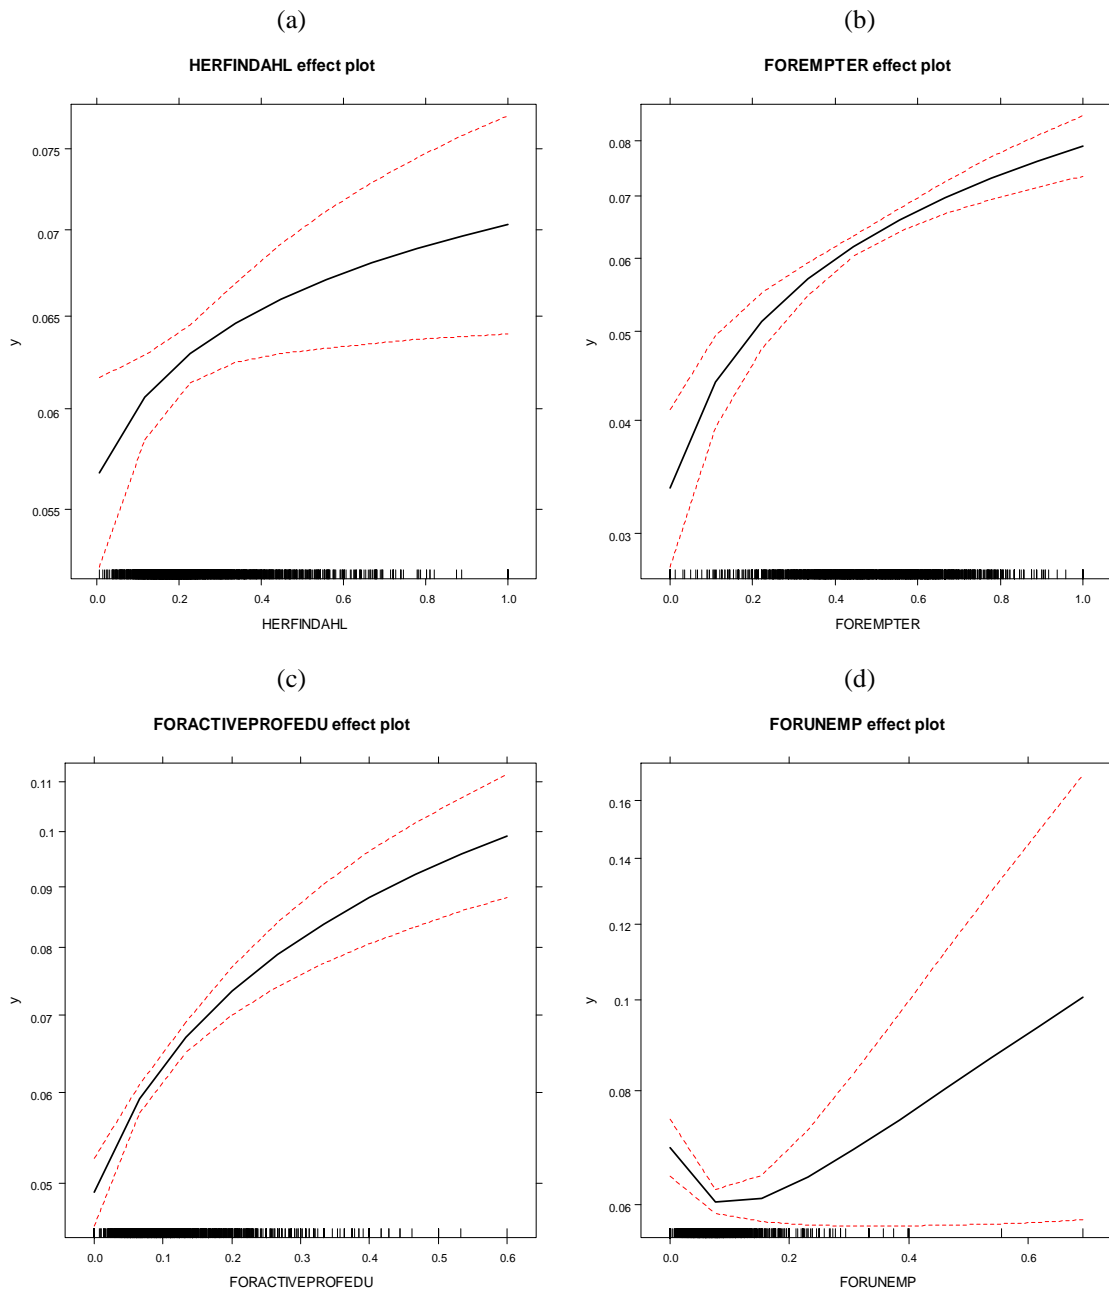 (a)
HERFINDAHL effect plot
0.075
0.07
0.065
0.06
0.055
y
0.0 0.2 0.4 0.6 0.8 1.0
HERFINDAHL
(b)
FOREMPTER effect plot
0.08
0.07
0.06
0.05
0.04
0.03
y
0.0 0.2 0.4 0.6 0.8 1.0
FOREMPTER
(c)
FORACTIVEPROFEDU effect plot
0.11
0.1
0.09
0.08
0.07
0.06
0.05
y
0.0 0.1 0.2 0.3 0.4 0.5 0.6
FORACTIVEPROFEDU
(d)
FORUNEMP effect plot
0.16
0.14
0.12
0.1
0.08
0.06
y
0.0 0.2 0.4 0.6
FORUNEMP